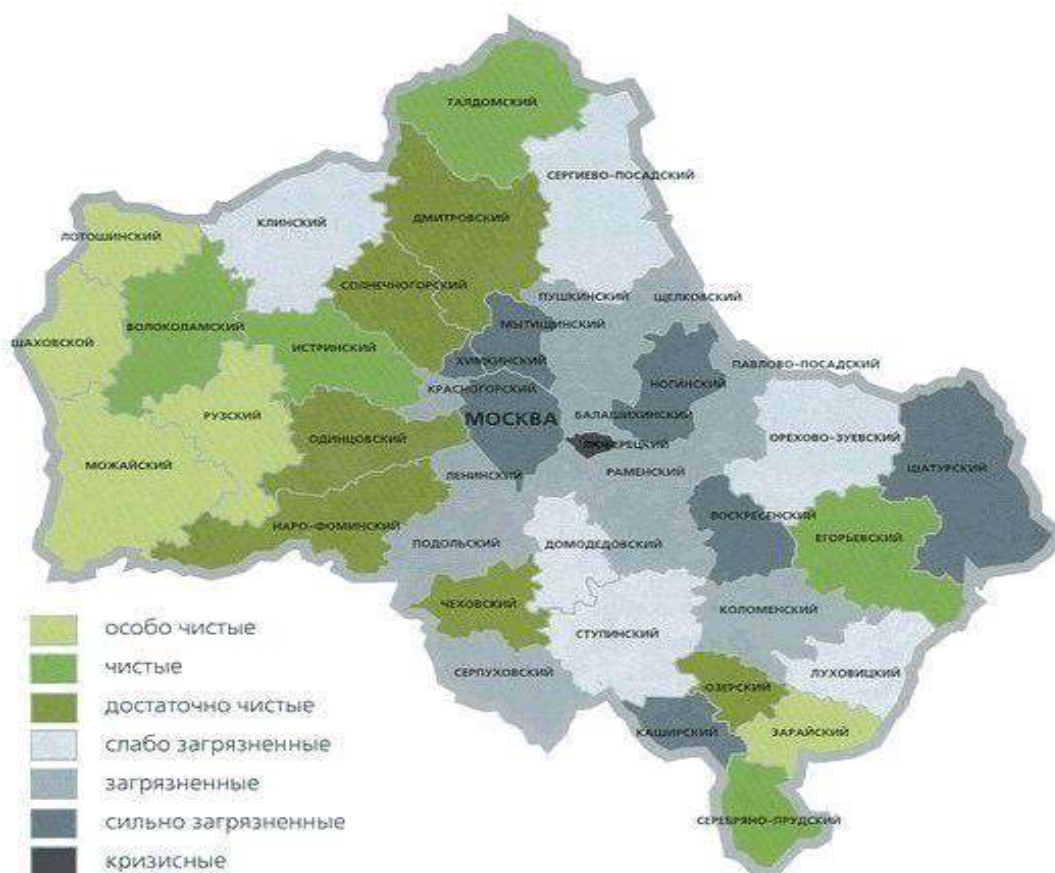 ТАЛДОМСКИЙ
СЕРГИЕВО-ПОСАДСКИЙ
ДМИТРОВСКИЙ
КЛИНСКИЙ
ЛОТОШИНСКИЙ
СОЛНЕЧНОГОРСКИЙ
ПУШКИНСКИЙ
ЩЕЛКОВСКИЙ
ВОЛОКОЛАМСКИЙ
МЫТИЩИНСКИЙ
ШАХОВСКОЙ
ИСТРИНСКИЙ
ХИМКИНСКИЙ
ПАВЛОВО-ПОСАДСКИЙ
НОГИНСКИЙ
КРАСНОГОРСКИЙ
РУЗСКИЙ
МОСКВА
БАЛАШИХИНСКИЙ
ОДИНЦОВСКИЙ
ОРЕХОВО-ЗУЕВСКИЙ
МОЖАЙСКИЙ
ЛЕНИНСКИЙ
РАМЕНСКИЙ
ШАТУРСКИЙ
НАРО-ФОМИНСКИЙ
ВОСКРЕСЕНСКИЙ
ПОДОЛЬСКИЙ
ДОМОДЕДОВСКИЙ
ЕГОРЬЕВСКИЙ
ЧЕХОВСКИЙ
КОЛОМЕНСКИЙ
СТУПИНСКИЙ
СЕРПУХОВСКИЙ
ЛУХОВИЦКИЙ
ОЗЕРСКИЙ
КАШИРСКИЙ
ЗАРАЙСКИЙ
СЕРЕБРЯНО-ПРУДСКИЙ
особо чистые
чистые
достаточно чистые
слабо загрязненные
загрязненные
сильно загрязненные
кризисные